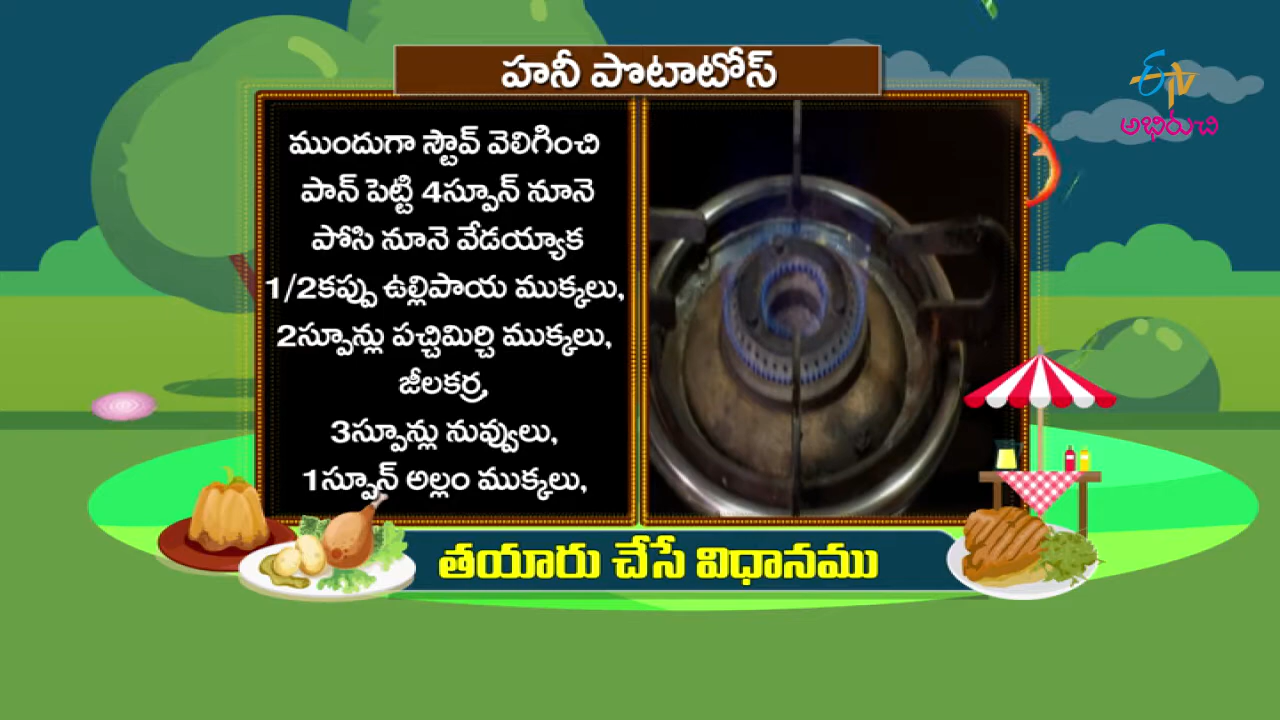 హనీ పొటాటోస్
ETV
అభిరుచి
ముందుగా స్టౌవ్ వెలిగించి
పాన్ పెట్టి 4స్పూన్ నూనె
పోసి నూనె వేడయ్యాక
1/2కప్పు ఉల్లిపాయ ముక్కలు,
2స్పూన్లు పచ్చిమిర్చి ముక్కలు,
జీలకర్ర,
3స్పూన్లు నువ్వులు,
1స్పూన్ అల్లం ముక్కలు,
తయారు చేసే విధానము